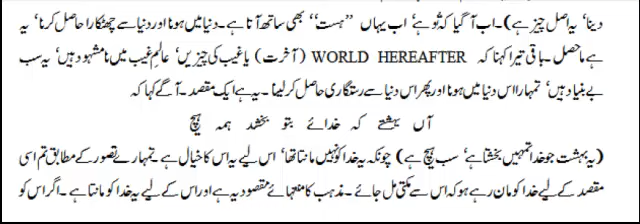 دینا‘ یہ اصل چیز ہے)۔ اب آ گیا کہ تُو ہے‘ اب یہاں ’’ہست‘‘ بھی ساتھ آتا ہے۔ دنیا میں ہونا اور دنیا سے چھٹکارا حاصل کرنا‘ یہ
ہے ماحصل۔ باقی تیرا کہنا کہ WORLD HEREAFTER (آخرت) یا غیب کی چیزیں‘ عالمِ غیب میں نامشہود ہیں‘ یہ سب
بے بنیاد ہیں‘ تمہارا اس دنیا میں ہونا اور پھر اس دنیا سے رستگاری حاصل کر لینا۔ یہ ہے ایک مقصد۔ آگے کہا کہ
آں بہشتے کہ خدائے بتو بخشد ہمہ ہیچ
(یہ بہشت جو خدا تمہیں بخشتا ہے‘ سب ہیچ ہے) چونکہ یہ خدا کو نہیں مانتا تھا‘ اس لیے یہ اس کا خیال ہے۔ تمہارے تصور کے مطابق تم اسی
مقصد کے لیے خدا کو مان رہے ہو کہ اس سے مکتی مل جائے۔ مذہب کا منتہائے مقصود یہ ہے اور اس کے لیے یہ خدا کو مانتا ہے۔ اگر اس کو